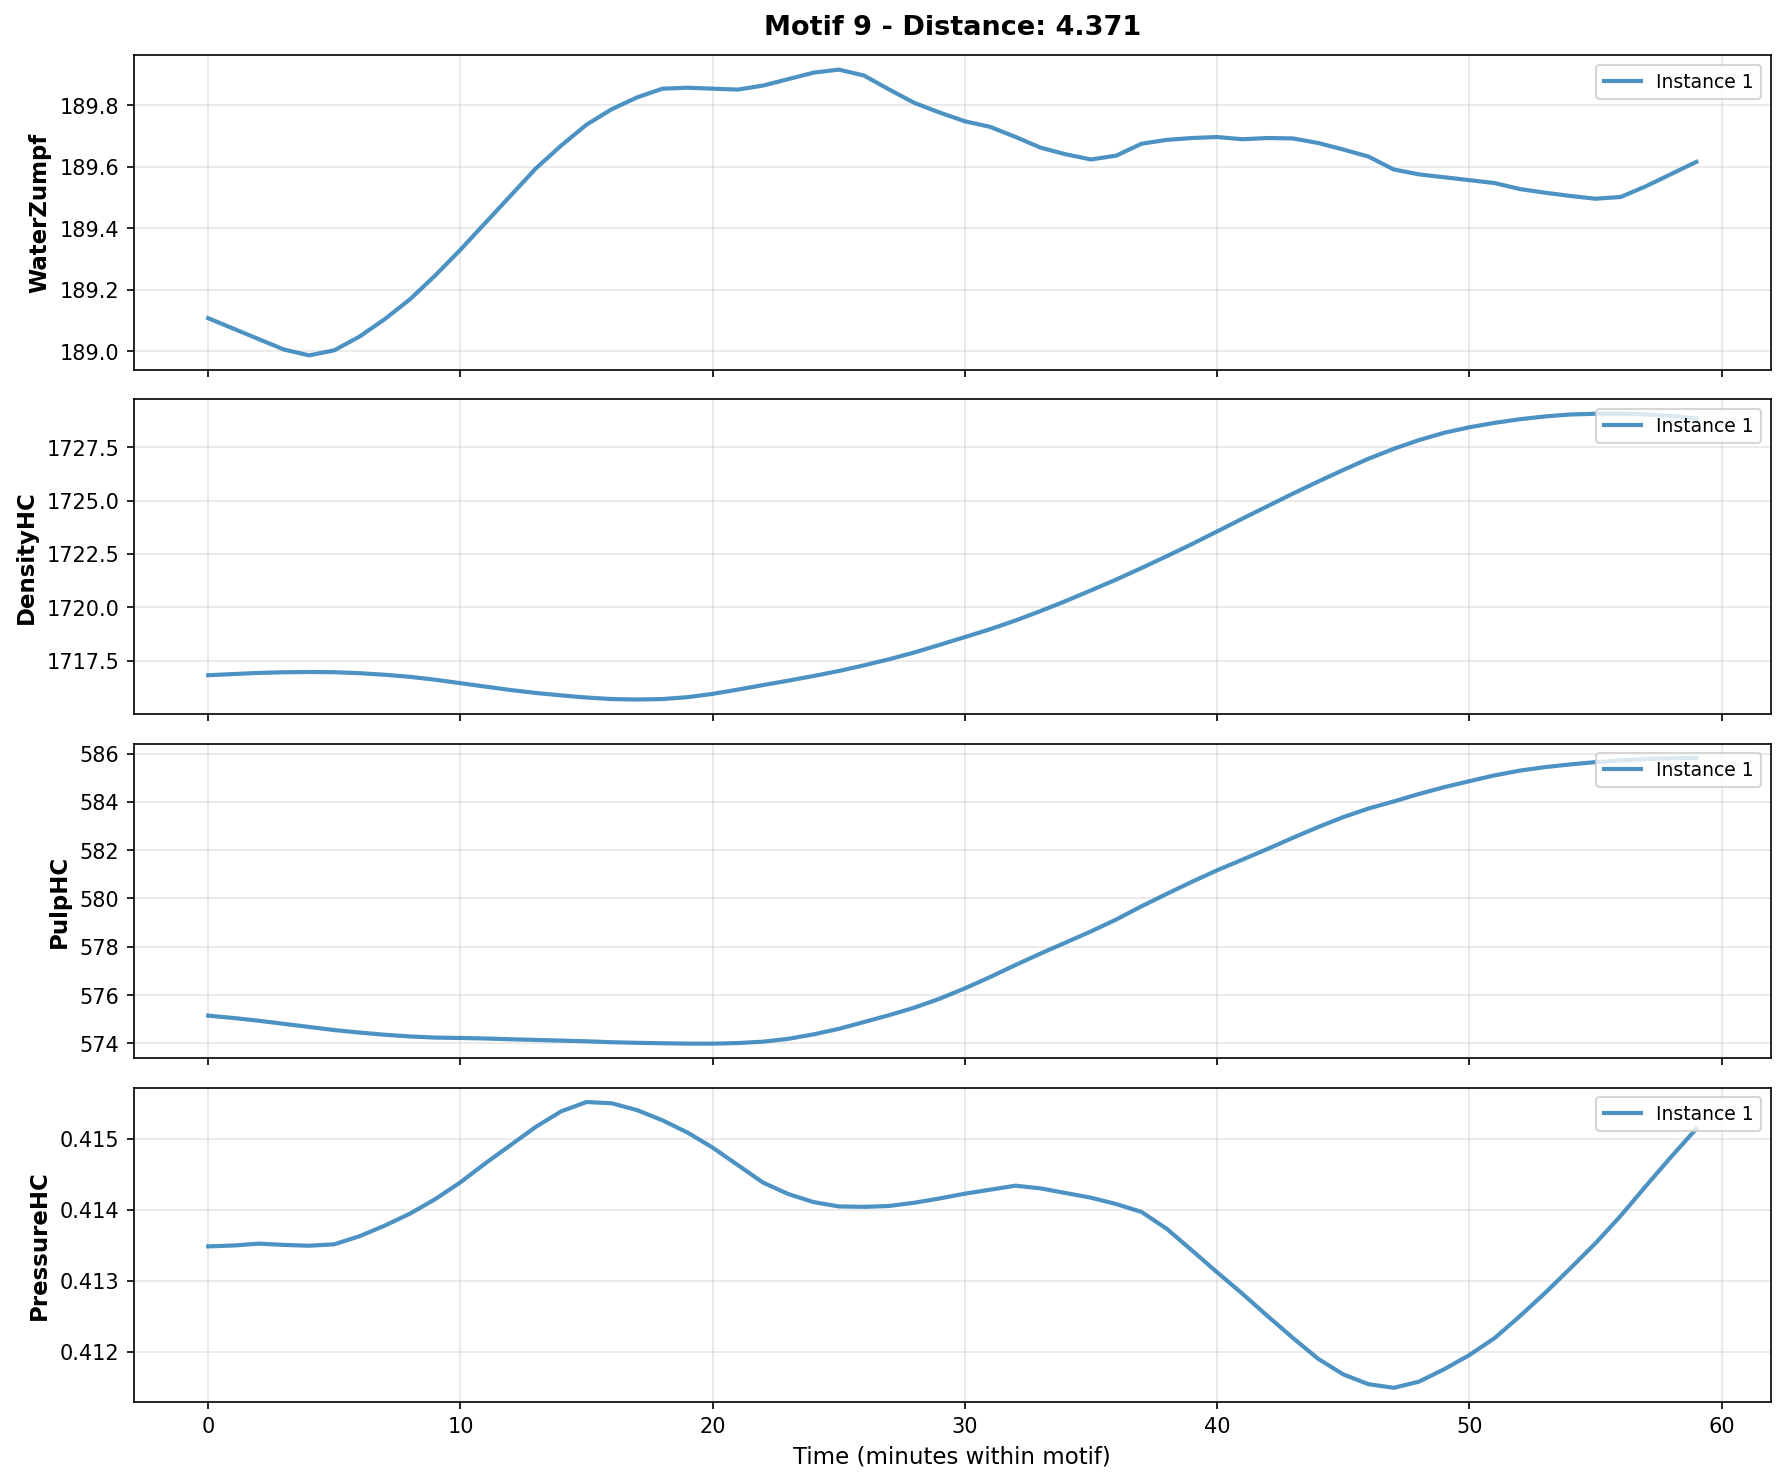 Motif 9 - Distance: 4.371
WaterZumpf
189.8
189.6
189.4
189.2
189.0
Instance 1
DensityHC
1727.5
1725.0
1722.5
1720.0
1717.5
Instance 1
PulpHC
586
584
582
580
578
576
574
Instance 1
PressureHC
0.415
0.414
0.413
0.412
Instance 1
0 10 20 30 40 50 60
Time (minutes within motif)